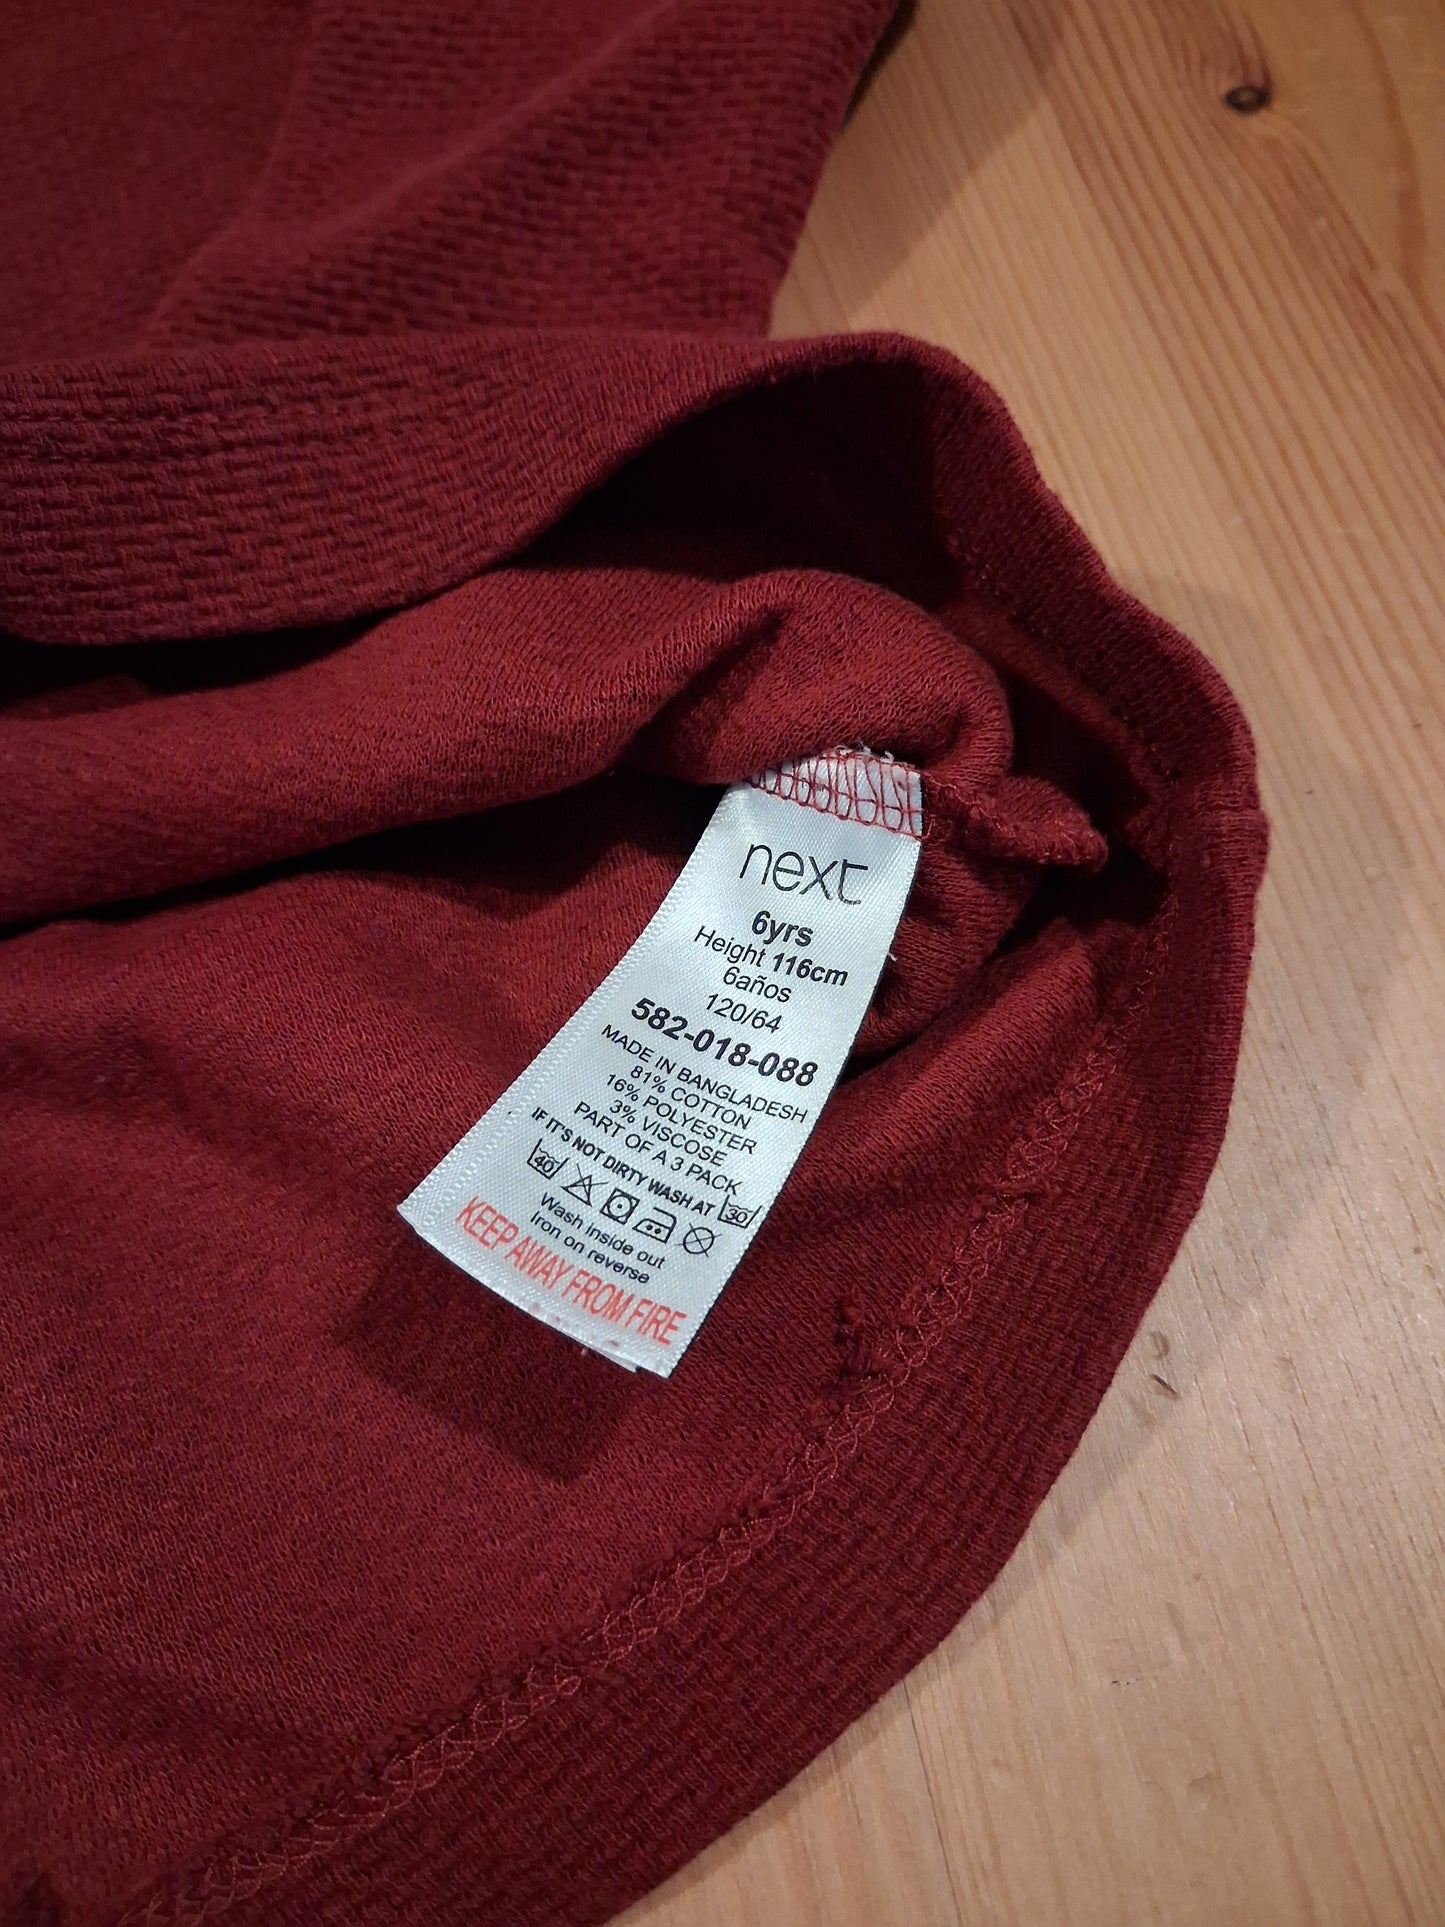 next
6yrs
Height 116cm
6años
120/64
582-018-088
MADE IN BANGLADESH
81% COTTON
16% POLYESTER
3% VISCOSE
PART OF A 3 PACK
IF IT'S NOT DIRTY WASH AT 30
40
Wash inside out
Iron on reverse
KEEP AWAY FROM FIRE